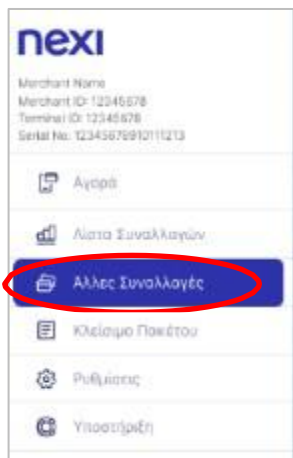 nexi
Merchant Name
Merchant ID: 12345678
Terminal ID: 12345678
Serial No: 12345678910111213
Αγορά
Λίστα Συναλλαγών
Άλλες Συναλλαγές
Κλείσιμο Πακέτου
Ρυθμίσεις
Υποστήριξη